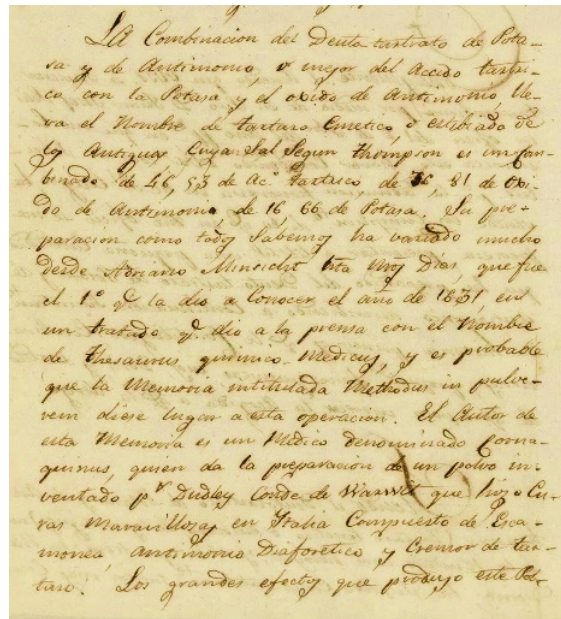 LA Combinacion del Deuto tartrato de Pota-
sa y de Antimonio, o mejor del Accido tartri-
co con la Potasa y el oxido de Antimonio, lle-
va el Nombre de tartaro Emetico, o estibiado de
los Antiguos cuya Sal Segun Thompson es un Com-
binado de 46, 53 de Ac.º tartrico, de 36, 81 de Oxi-
do de Antimonio, de 16, 66 de Potasa. Su pre-
paracion como todos Sabemos ha variado mucho
desde Adriano Minsicht hta Nros Dias, que fue
el 1º q.e la dio a Conocer el año de 1631, en
un tratado q.e dio a la prensa con el Nombre
de Thesaurus quimico-Medicus, y es probable
que la Memoria intitulada Methodus in pulve-
rem diese lugar a esta operacion. El Autor de
esta Memoria es un Medico denominado Corna-
quinus, quien da la preparacion de un polvo in-
ventado p.r Dudley Conde de Warwit que hizo Cu-
ras Maravillosas en Italia Compuesto de Esca-
monea, antimonio Diaforetico y Cremor de tar-
taro. Los grandes efectos que produjo este Pol-